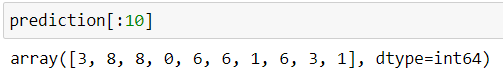 prediction[:10]
array([3, 8, 8, 0, 6, 6, 1, 6, 3, 1], dtype=int64)